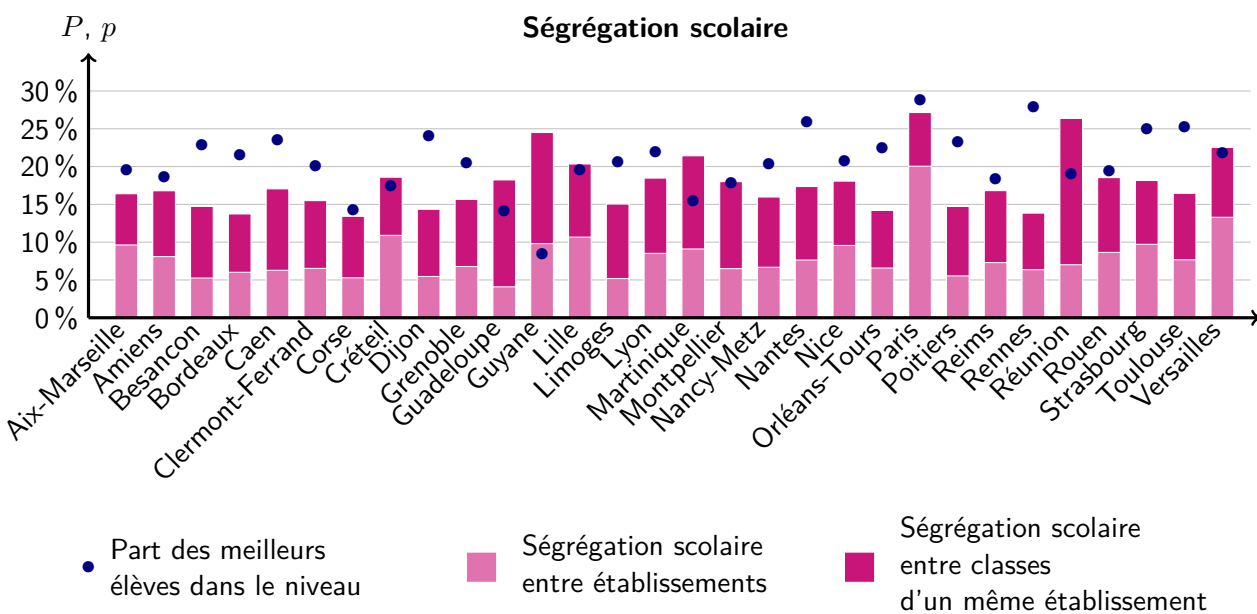 P, p
Ségrégation scolaire
30 %
25 %
20 %
15 %
10 %
5 %
0 %
Aix-Marseille
Amiens
Besancon
Bordeaux
Caen
Clermont-Ferrand
Corse
Créteil
Dijon
Grenoble
Guadeloupe
Guyane
Lille
Limoges
Lyon
Martinique
Montpellier
Nancy-Metz
Nantes
Nice
Orléans-Tours
Paris
Poitiers
Reims
Rennes
Réunion
Rouen
Strasbourg
Toulouse
Versailles
Part des meilleurs
élèves dans le niveau
Ségrégation scolaire
entre établissements
Ségrégation scolaire
entre classes
d'un même établissement